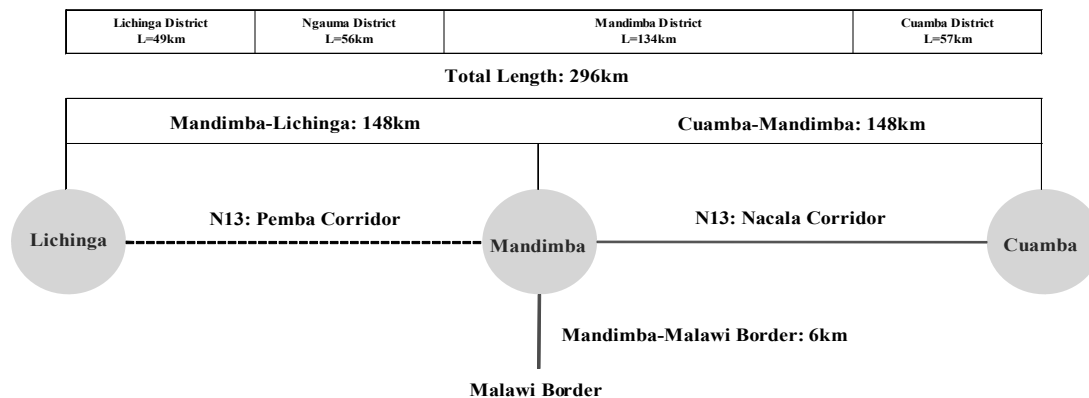 Lichinga District
L=49km
Ngauma District
L=56km
Mandimba District
L=134km
Cuamba District
L=57km
Total Length: 296km
Mandimba-Lichinga: 148km
Cuamba-Mandimba: 148km
N13: Pemba Corridor
N13: Nacala Corridor
Lichinga
Mandimba
Cuamba
Mandimba-Malawi Border: 6km
Malawi Border